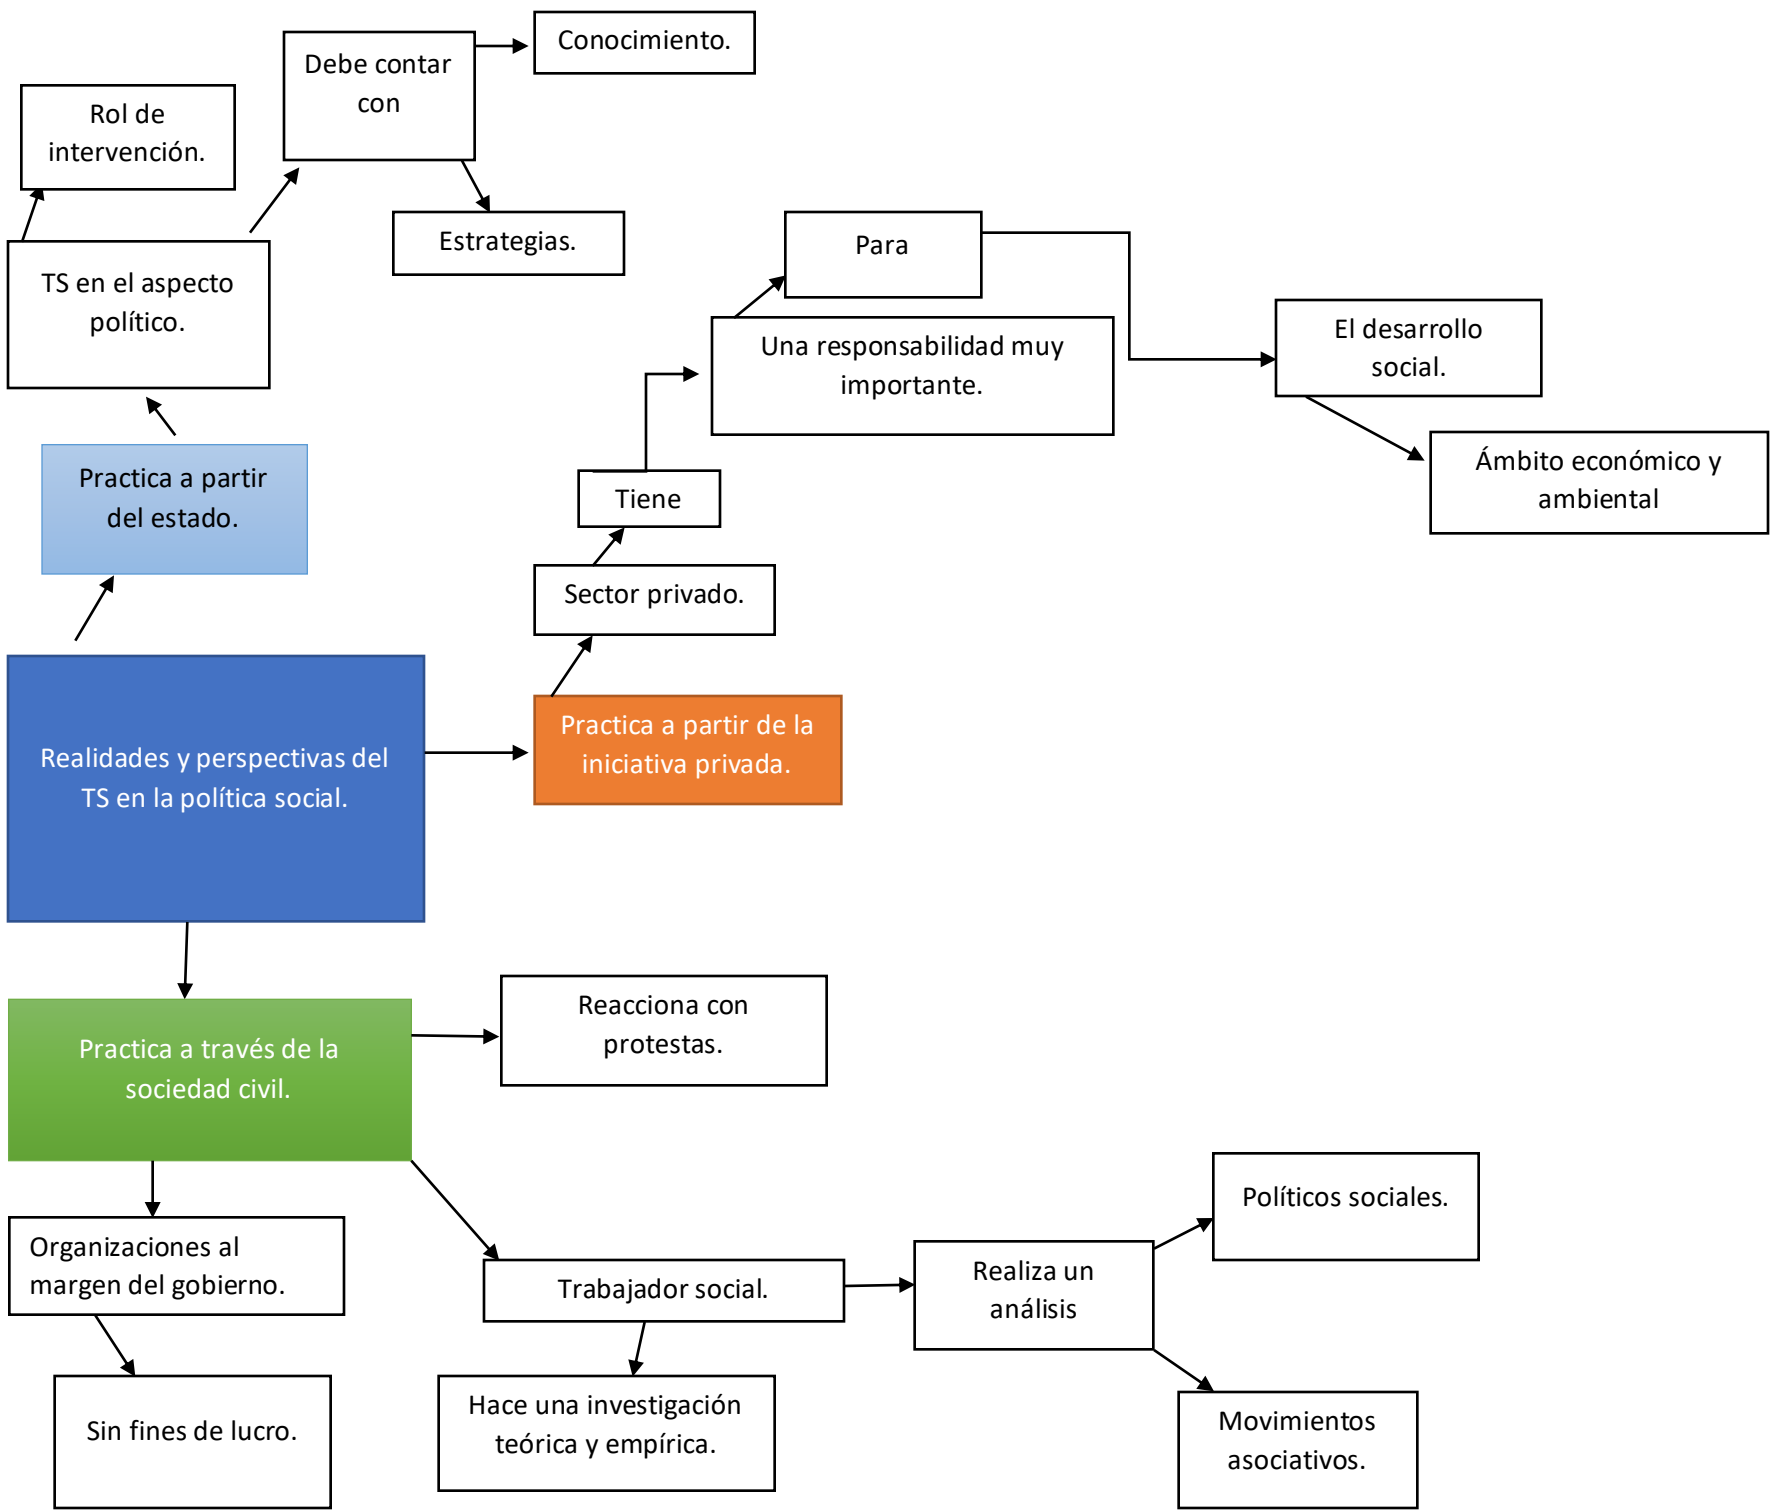 Conocimiento.
Debe contar
con
Rol de
intervención.
Estrategias.
Para
TS en el aspecto
político.
El desarrollo
social.
Una responsabilidad muy
importante.
Ámbito económico y
ambiental
Practica a partir
del estado.
Tiene
Sector privado.
Practica a partir de la
iniciativa privada.
Realidades y perspectivas del
TS en la política social.
Reacciona con
protestas.
Practica a través de la
sociedad civil.
Políticos sociales.
Organizaciones al
margen del gobierno.
Trabajador social.
Realiza un
análisis
Sin fines de lucro.
Hace una investigación
teórica y empírica.
Movimientos
asociativos.